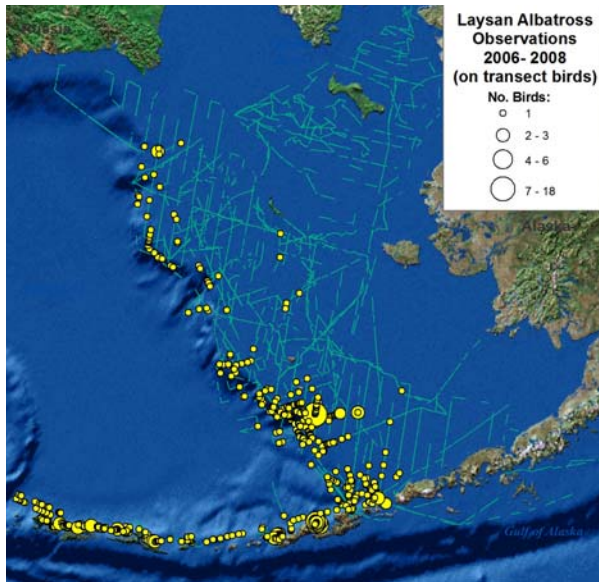 Russia
Laysan Albatross
Observations
2006- 2008
(on transect birds)
No. Birds:
1
2 - 3
4 - 6
7 - 18
Alaska
Gulf of Alaska